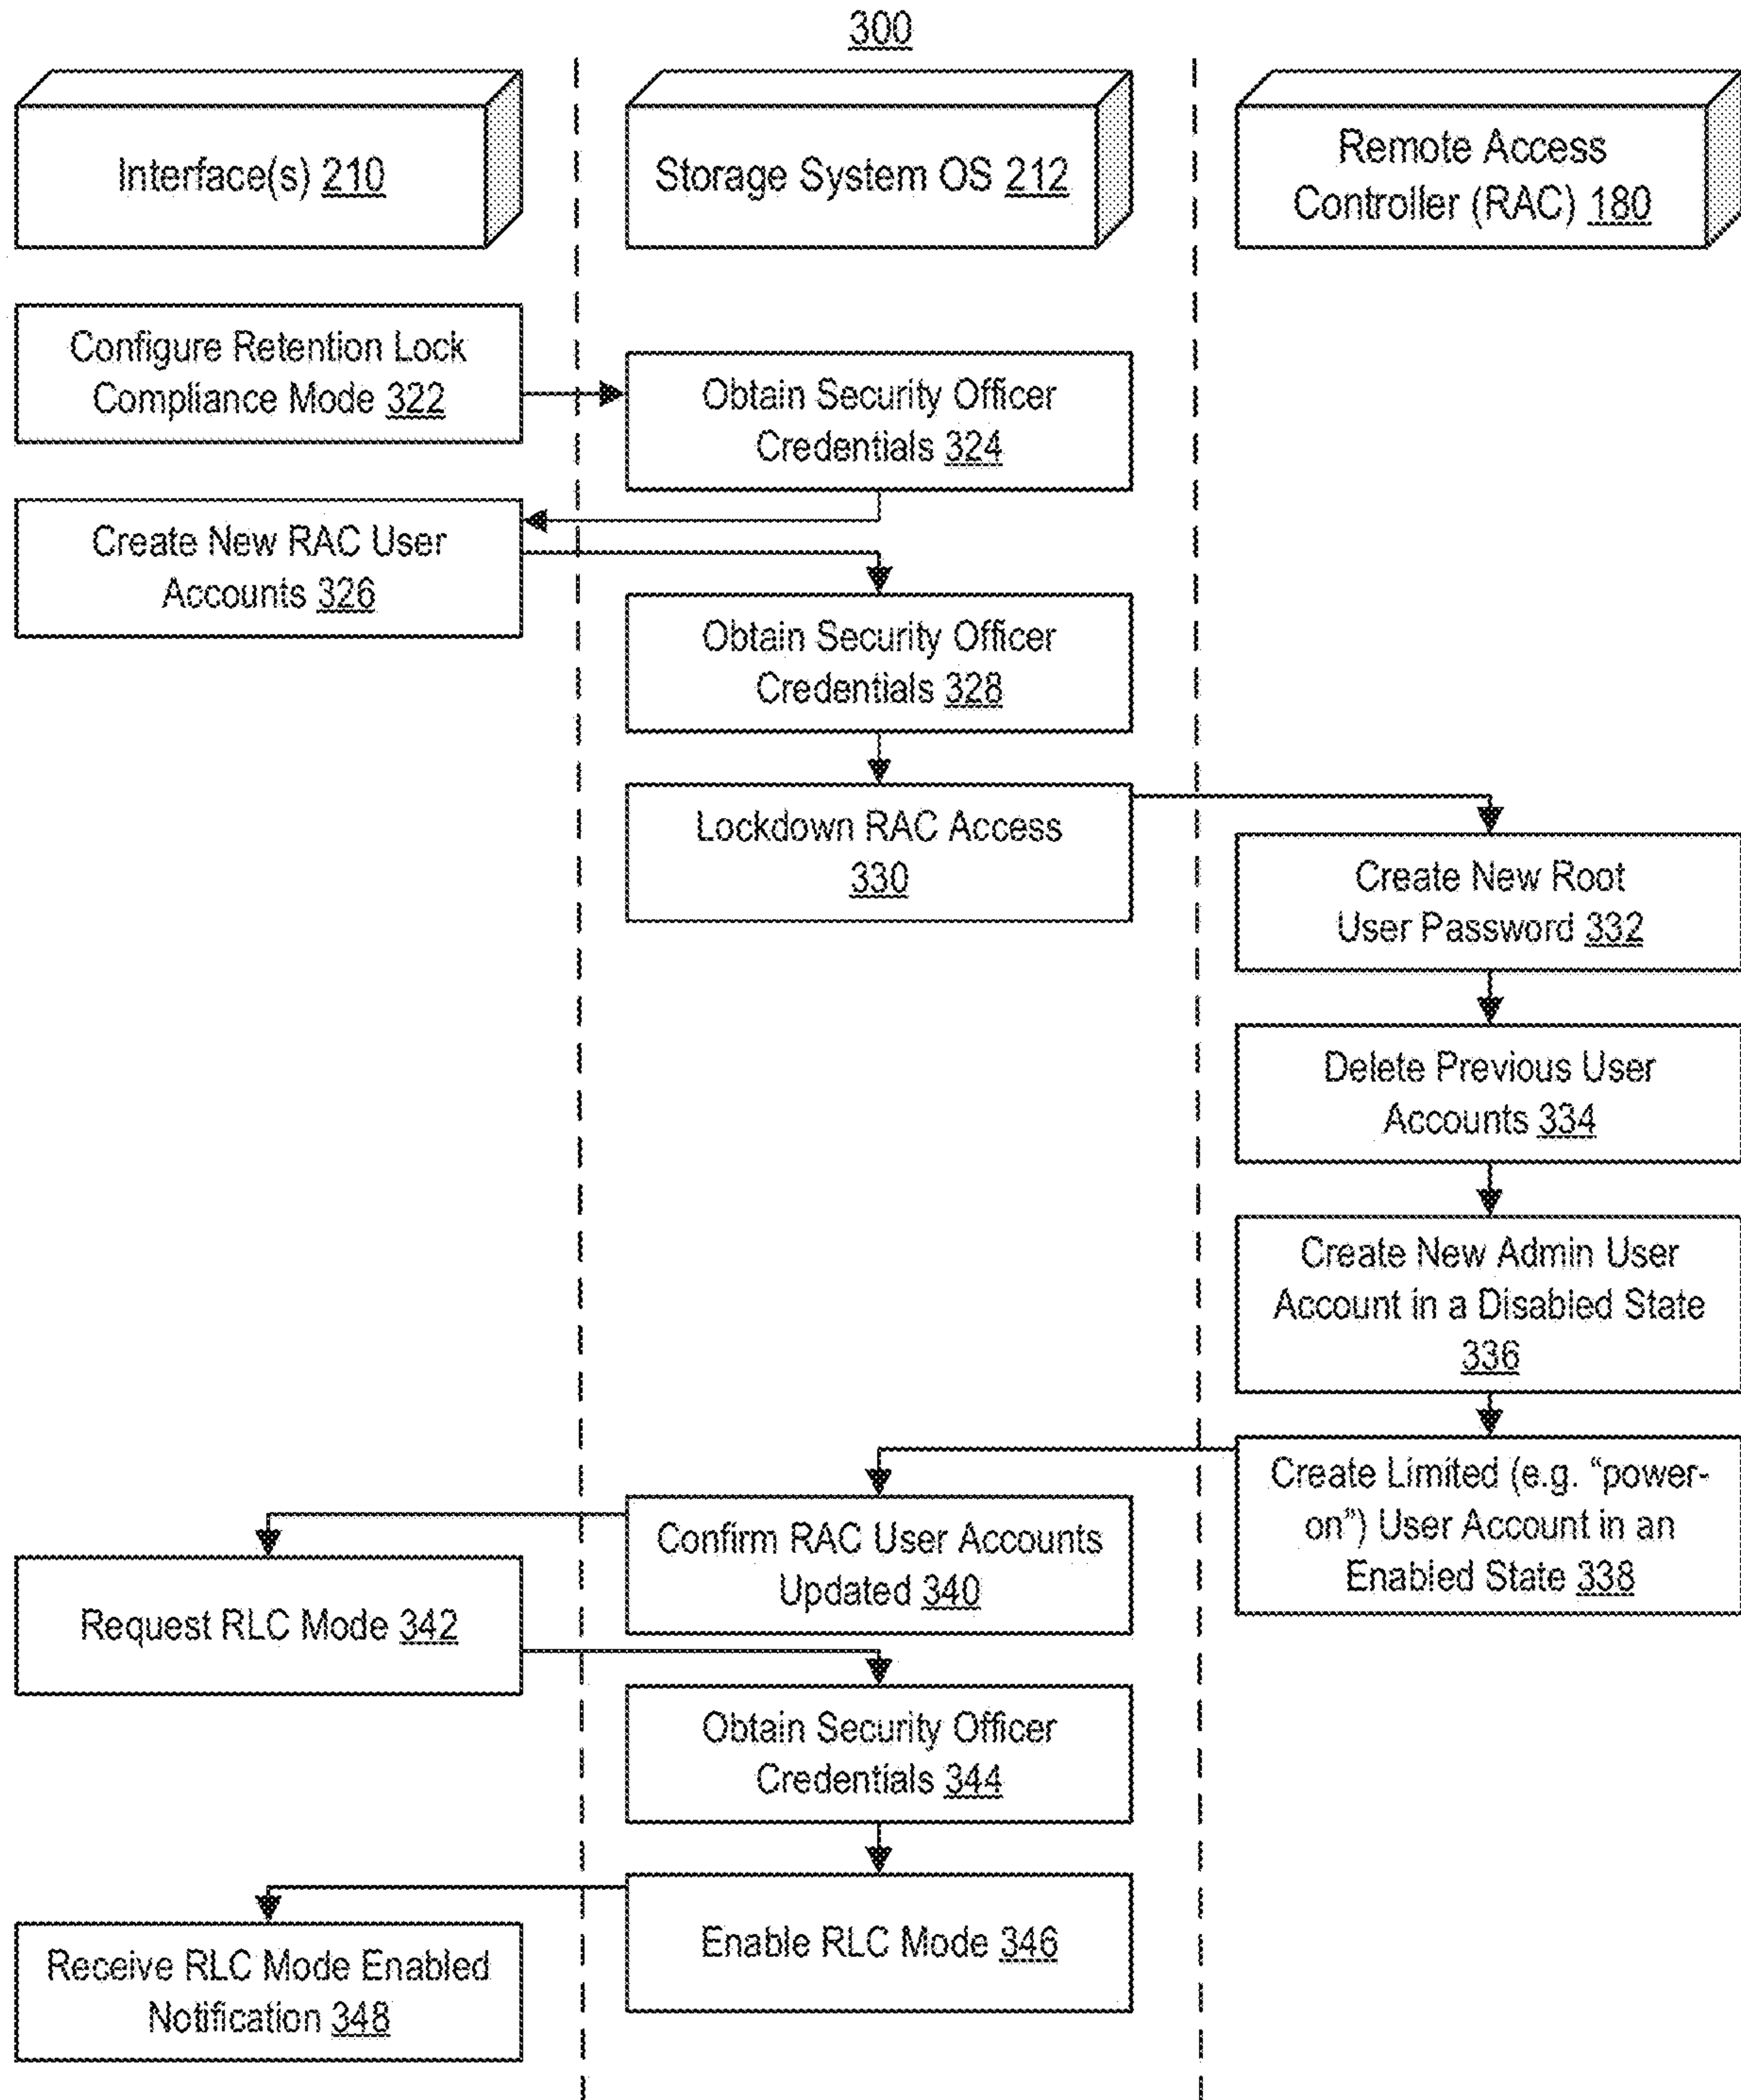 300
Interface(s) 210
Storage System OS 212
Remote Access
Controller (RAC) 180
Configure Retention Lock
Compliance Mode 322
Obtain Security Officer
Credentials 324
Create New RAC User
Accounts 326
Obtain Security Officer
Credentials 328
Lockdown RAC Access
330
Create New Root
User Password 332
Delete Previous User
Accounts 334
Create New Admin User
Account in a Disabled State
336
Create Limited (e.g. “power-
on”) User Account in an
Enabled State 338
Confirm RAC User Accounts
Updated 340
Request RLC Mode 342
Obtain Security Officer
Credentials 344
Enable RLC Mode 346
Receive RLC Mode Enabled
Notification 348